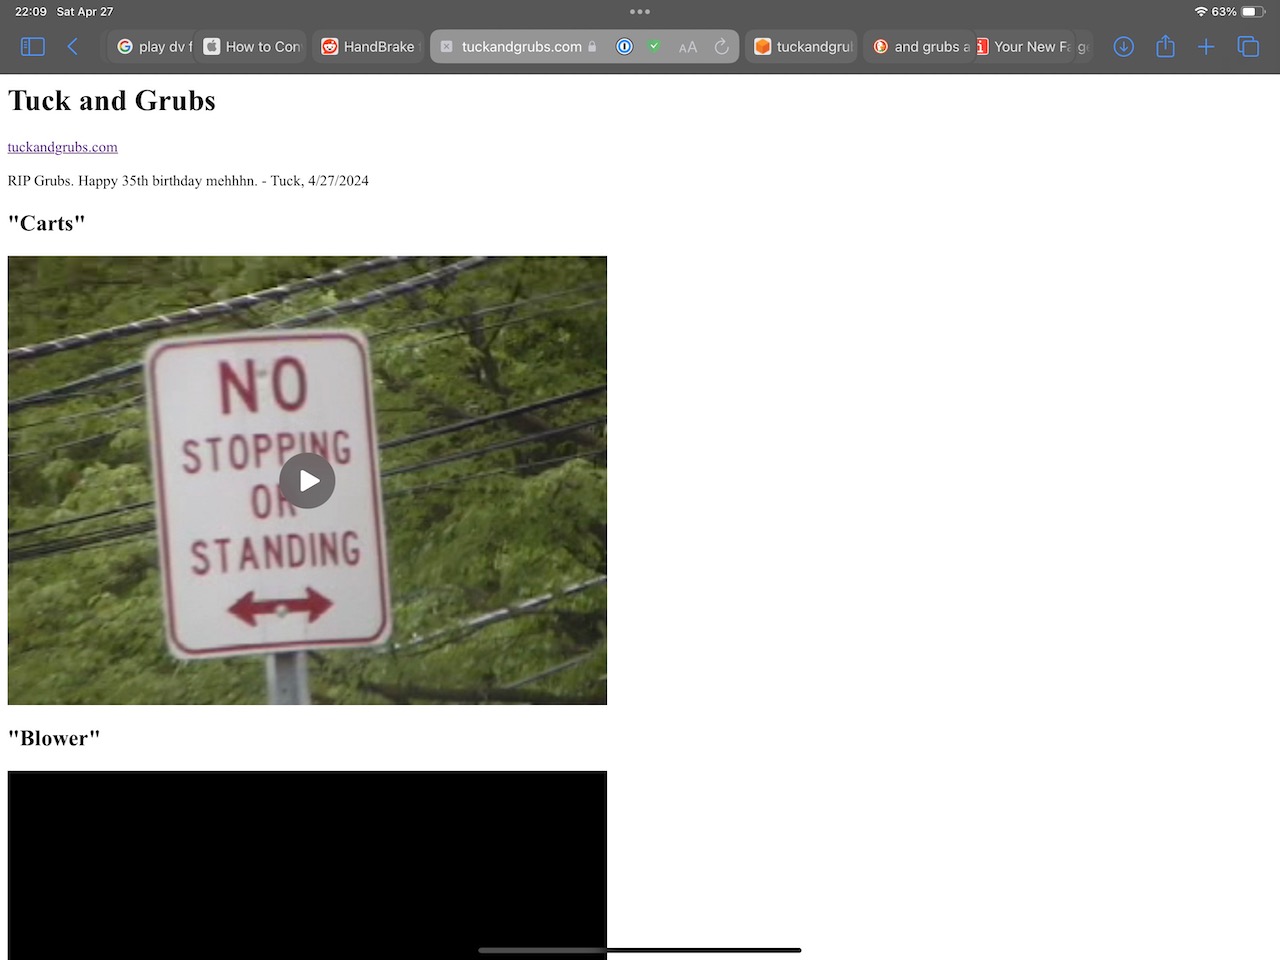 22:09 Sat Apr 27
63%
play dv f
How to Con
HandBrake
tuckandgrubs.com
AA
tuckandgrul
and grubs a
Your New Fa
Tuck and Grubs
tuckandgrubs.com
RIP Grubs. Happy 35th birthday mehhhn. - Tuck, 4/27/2024
"Carts"
NO
STOPPING
OR
STANDING
"Blower"